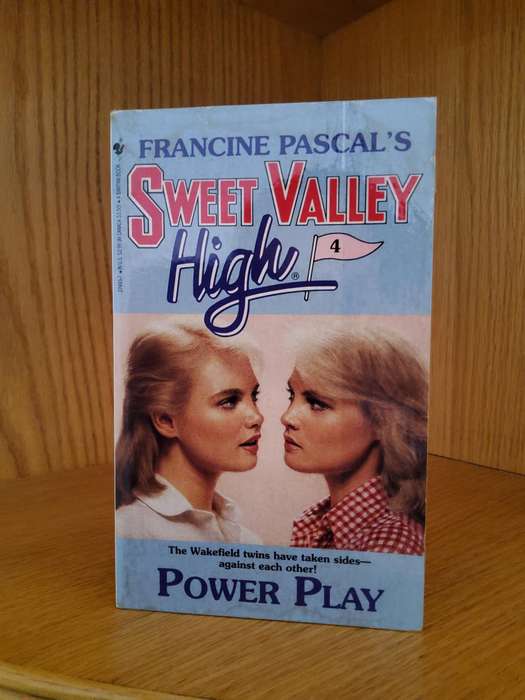 FRANCINE PASCAL'S
SWEET VALLEY
High®
4
The Wakefield twins have taken sides—
against each other!
POWER PLAY